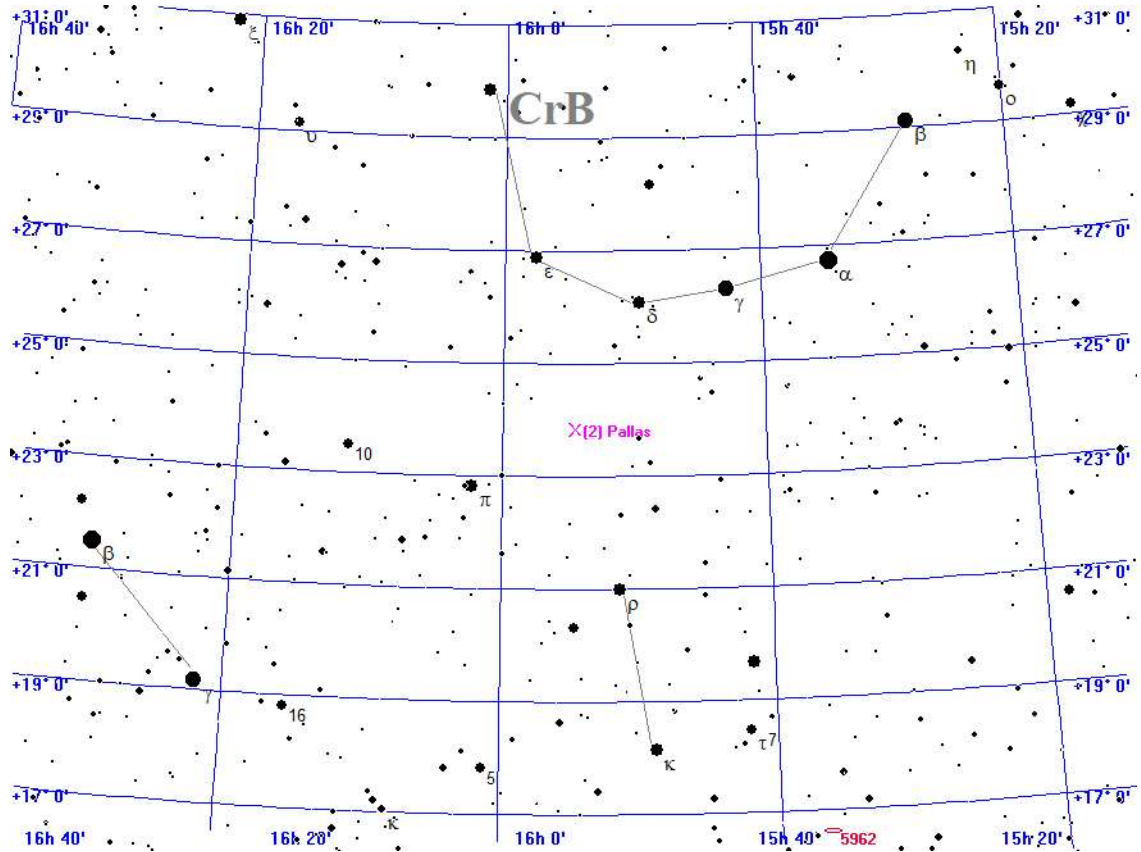 +31° 0' 16h 40' ξ 16h 20' 16h 0' 15h 40' 15h 20' +31° 0'
η
ο
+29° 0' υ CrB β χ +29° 0'
+27° 0' ε α +27° 0'
δ γ
+25° 0' +25° 0'
X(2) Pallas
+23° 0' 10 +23° 0'
π
β
+21° 0' +21° 0'
ρ
+19° 0' γ +19° 0'
16
κ τ7
5
+17° 0' κ +17° 0'
16h 40' 16h 20' 16h 0' 15h 40' 5962 15h 20'